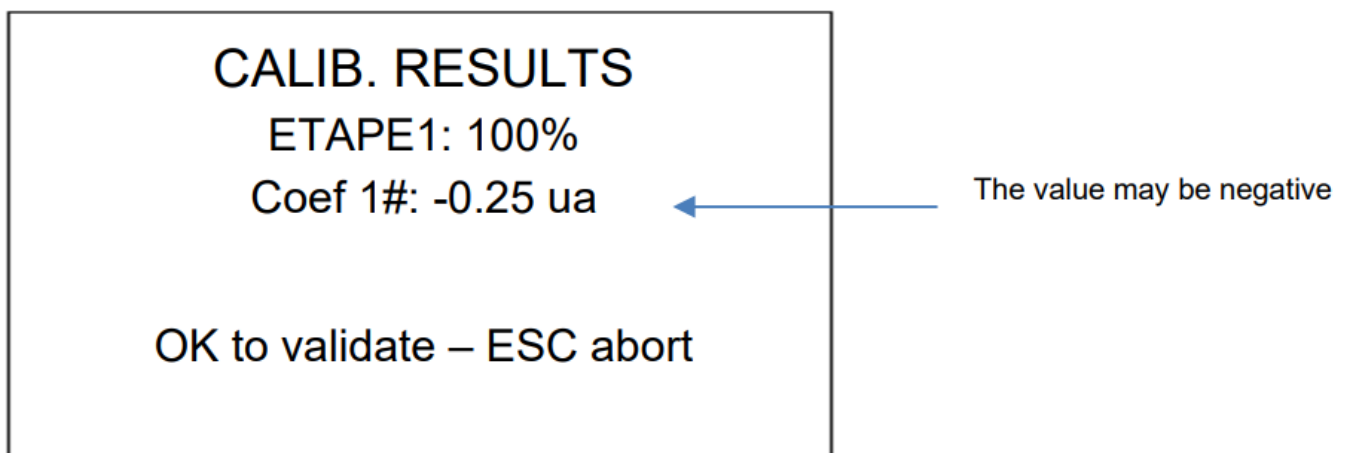 CALIB. RESULTS
ETAPE1: 100%
Coef 1#: -0.25 ua
The value may be negative
OK to validate – ESC abort